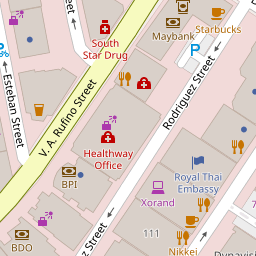 Starbucks
Maybank
South
Star Drug
Esteban Street
V. A. Rufino Street
Rodriguez Street
Healthway
Office
Royal Thai
Embassy
BPI
Xorand
z Street
111
BDO
Nikkei
Dynavis